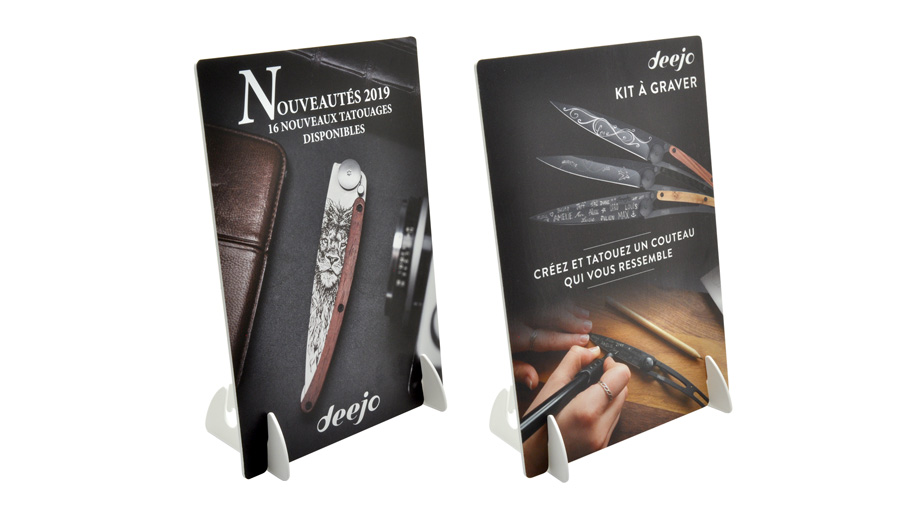 NOUVEAUTÉS 2019
16 NOUVEAUX TATOUAGES
DISPONIBLES
deejo
deejo
KIT À GRAVER
CRÉEZ ET TATOUEZ UN COUTEAU
QUI VOUS RESSEMBLE